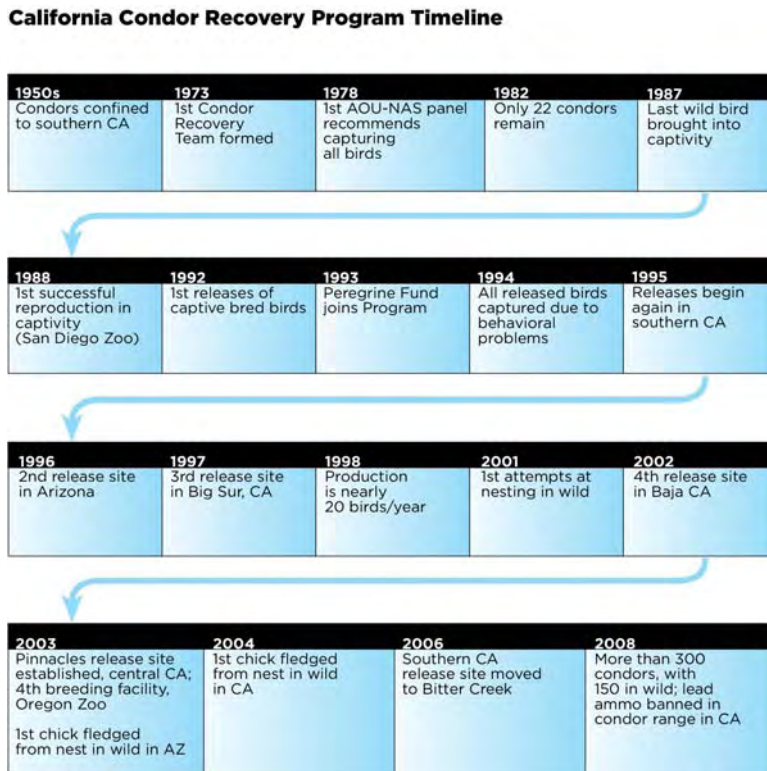 California Condor Recovery Program Timeline
1950s
Condors confined
to southern CA
1973
1st Condor
Recovery
Team formed
1978
1st AOU-NAS panel
recommends
capturing
all birds
1982
Only 22 condors
remain
1987
Last wild bird
brought into
captivity
1988
1st successful
reproduction in
captivity
(San Diego Zoo)
1992
1st releases of
captive bred birds
1993
Peregrine Fund
joins Program
1994
All released birds
captured due to
behavioral
problems
1995
Releases begin
again in
southern CA
1996
2nd release site
in Arizona
1997
3rd release site
in Big Sur, CA
1998
Production
is nearly
20 birds/year
2001
1st attempts at
nesting in wild
2002
4th release site
in Baja CA
2003
Pinnacles release site
established, central CA;
4th breeding facility,
Oregon Zoo
1st chick fledged
from nest in wild in AZ
2004
1st chick fledged
from nest in wild
in CA
2006
Southern CA
release site moved
to Bitter Creek
2008
More than 300
condors, with
150 in wild; lead
ammo banned in
condor range in CA